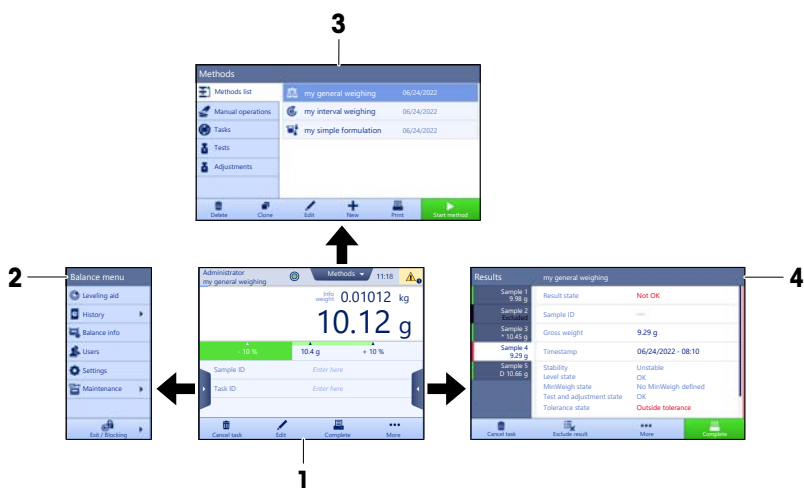 3
Methods
Methods list
my general weighing 06/24/2022
Manual operations
my interval weighing 06/24/2022
Tasks
my simple formulation 06/24/2022
Tests
Adjustments
Delete Clone Edit New Print Start method
2
Balance menu
Leveling aid
History
Balance info
Users
Settings
Maintenance
Exit / Blocking
Administrator
my general weighing
Methods
11:18
Info
weight 0.01012 kg
10.12 g
- 10 % 10.4 g + 10 %
Sample ID Enter here
Task ID Enter here
Cancel task Edit Complete More
1
4
Results my general weighing
Sample 1
9.98 g
Sample 2
Excluded
Sample 3
* 10.45 g
Sample 4
9.29 g
Sample 5
D 10.66 g
Result state Not OK
Sample ID
Gross weight 9.29 g
Timestamp 06/24/2022 - 08:10
Stability Unstable
Level state OK
MinWeigh state No MinWeigh defined
Test and adjustment state OK
Tolerance state Outside tolerance
Cancel task Exclude result More Complete